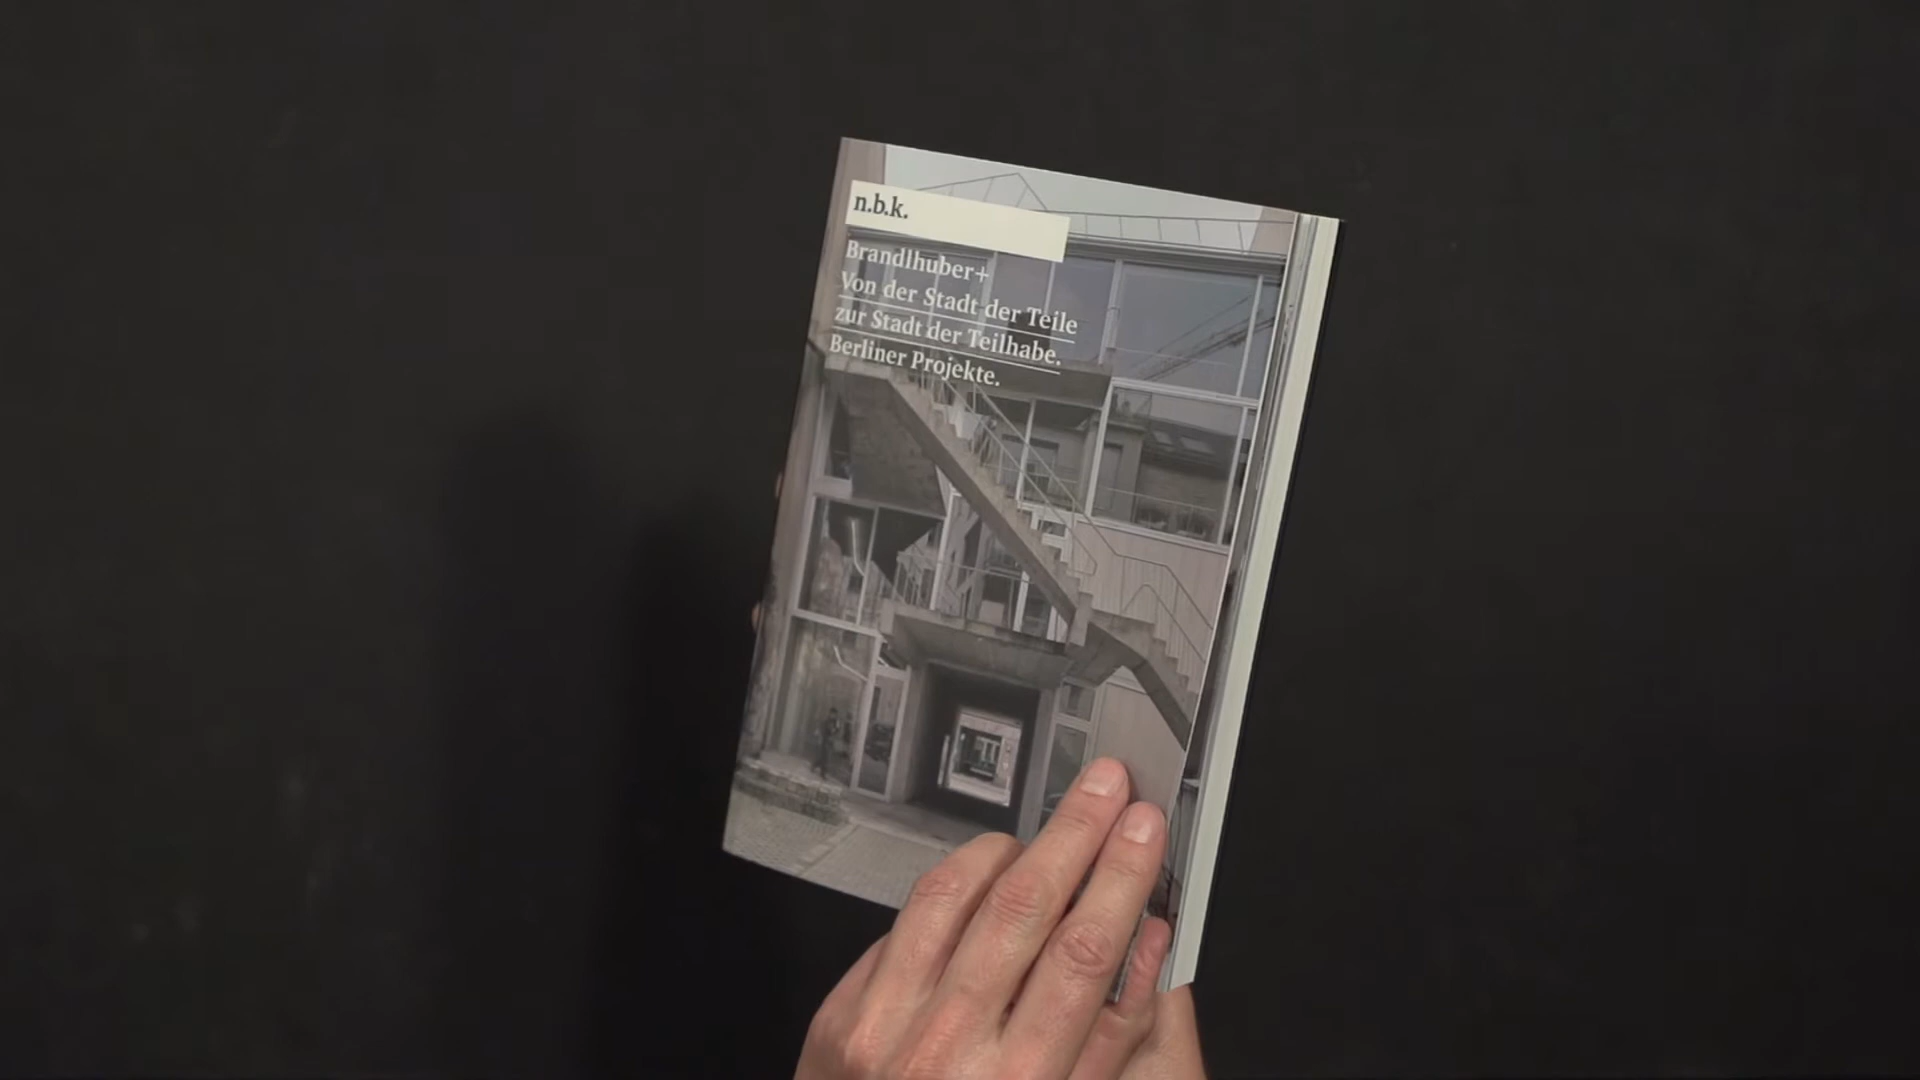 n.b.k.
Brandlhuber+
Von der Stadt der Teile
zur Stadt der Teilhabe.
Berliner Projekte.